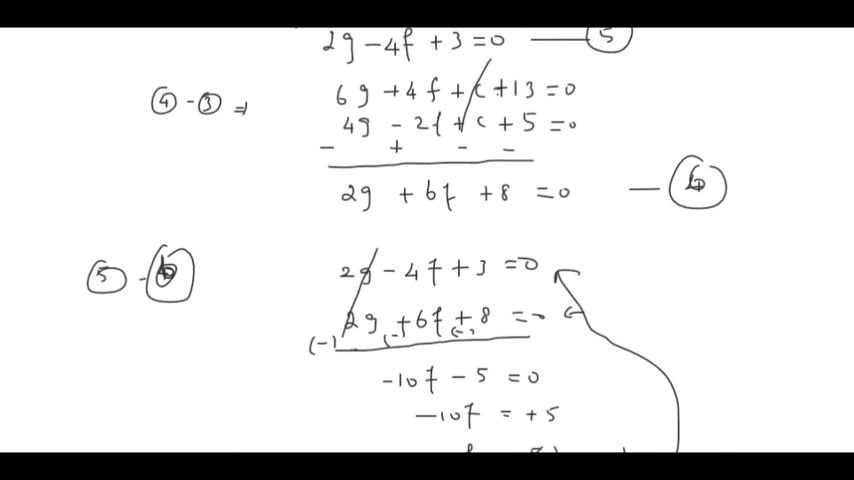 2g - 4f + 3 = 0 —— ⑤
6g + 4f + c + 13 = 0
④ - ③ ⇒ 4g - 2f + c + 5 = 0
- + - -
2g + 6f + 8 = 0 — ⑥
⑤ - ⑥ 2g - 4f + 3 = 0
2g + 6f + 8 = 0 ←
(-) (-) (-)
-10f - 5 = 0
-10f = +5